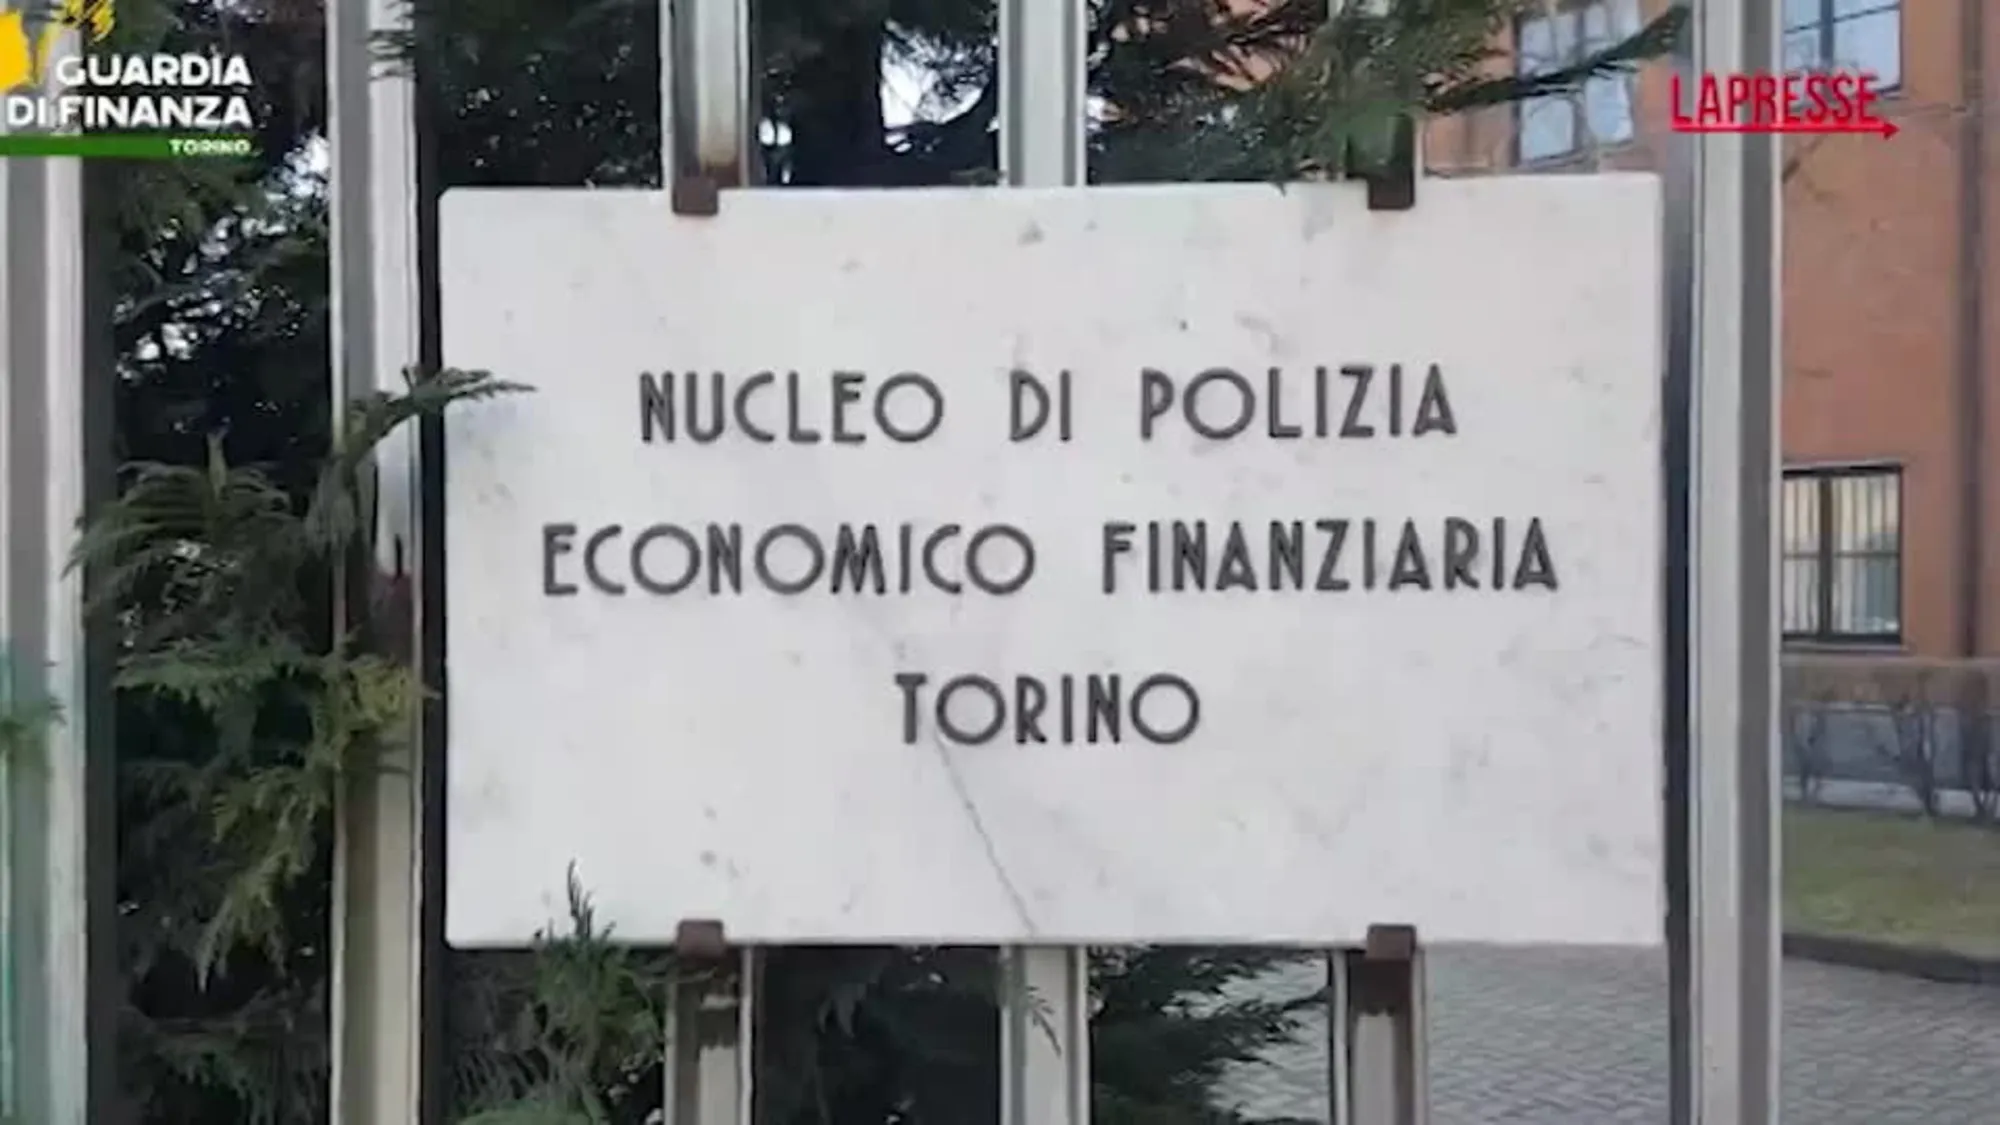 GUARDIA
DI FINANZA
TORINO
LAPRESSE
NUCLEO DI POLIZIA
ECONOMICO FINANZIARIA
TORINO